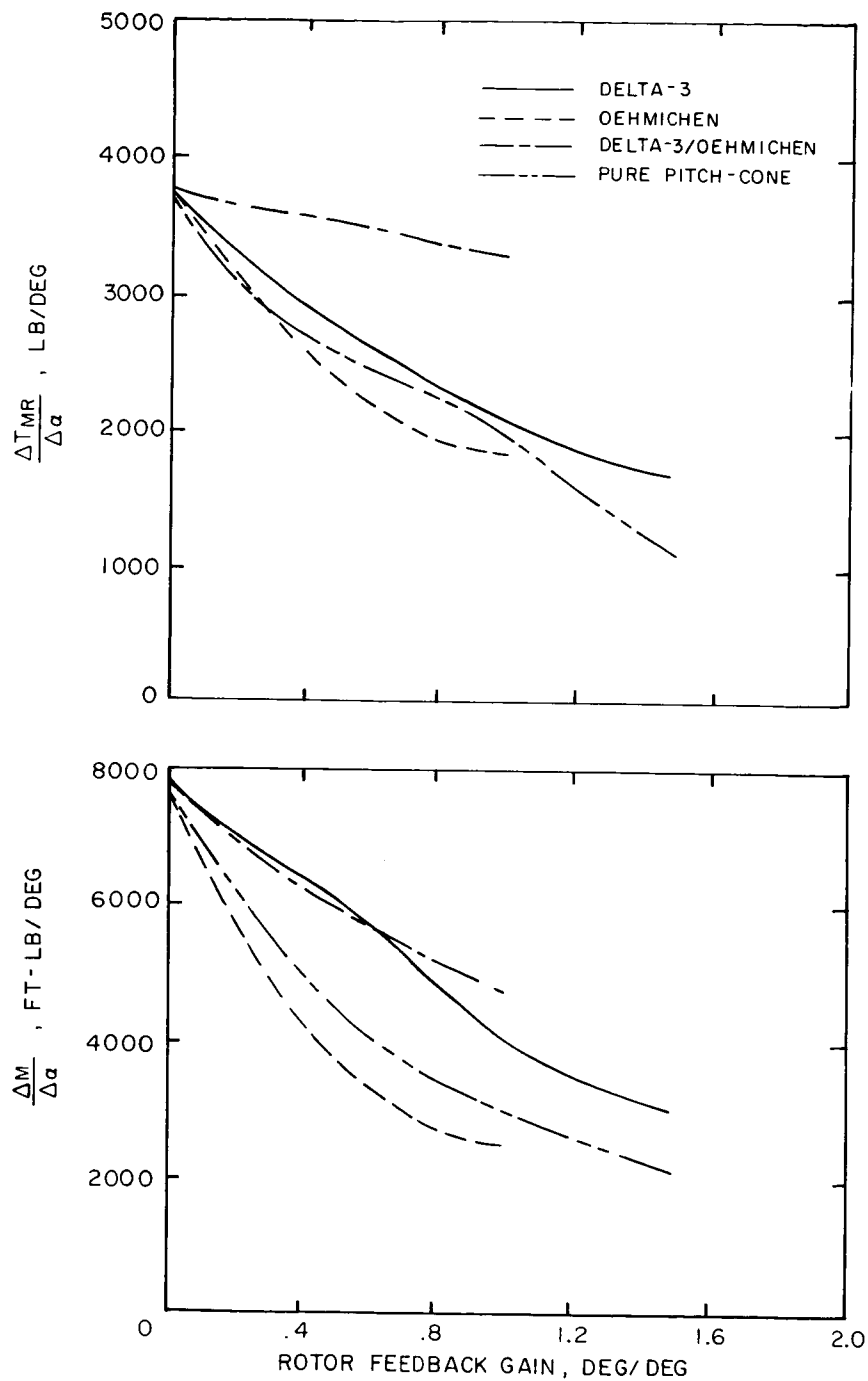 5000
4000
3000
2000
1000
0
ΔT_MR / Δα , LB/DEG
DELTA-3
OEHMICHEN
DELTA-3/OEHMICHEN
PURE PITCH-CONE
8000
6000
4000
2000
0
ΔM / Δα , FT-LB/DEG
.4 .8 1.2 1.6 2.0
ROTOR FEEDBACK GAIN, DEG/DEG